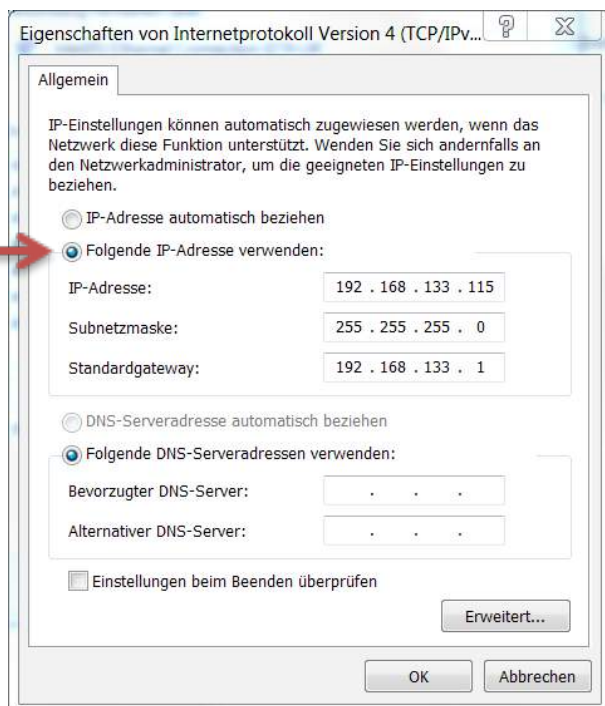 Eigenschaften von Internetprotokoll Version 4 (TCP/IPv...
Allgemein
IP-Einstellungen können automatisch zugewiesen werden, wenn das
Netzwerk diese Funktion unterstützt. Wenden Sie sich andernfalls an
den Netzwerkadministrator, um die geeigneten IP-Einstellungen zu
beziehen.
IP-Adresse automatisch beziehen
Folgende IP-Adresse verwenden:
IP-Adresse: 192 . 168 . 133 . 115
Subnetzmaske: 255 . 255 . 255 . 0
Standardgateway: 192 . 168 . 133 . 1
DNS-Serveradresse automatisch beziehen
Folgende DNS-Serveradressen verwenden:
Bevorzugter DNS-Server: . . .
Alternativer DNS-Server: . . .
Einstellungen beim Beenden überprüfen
Erweitert...
OK Abbrechen